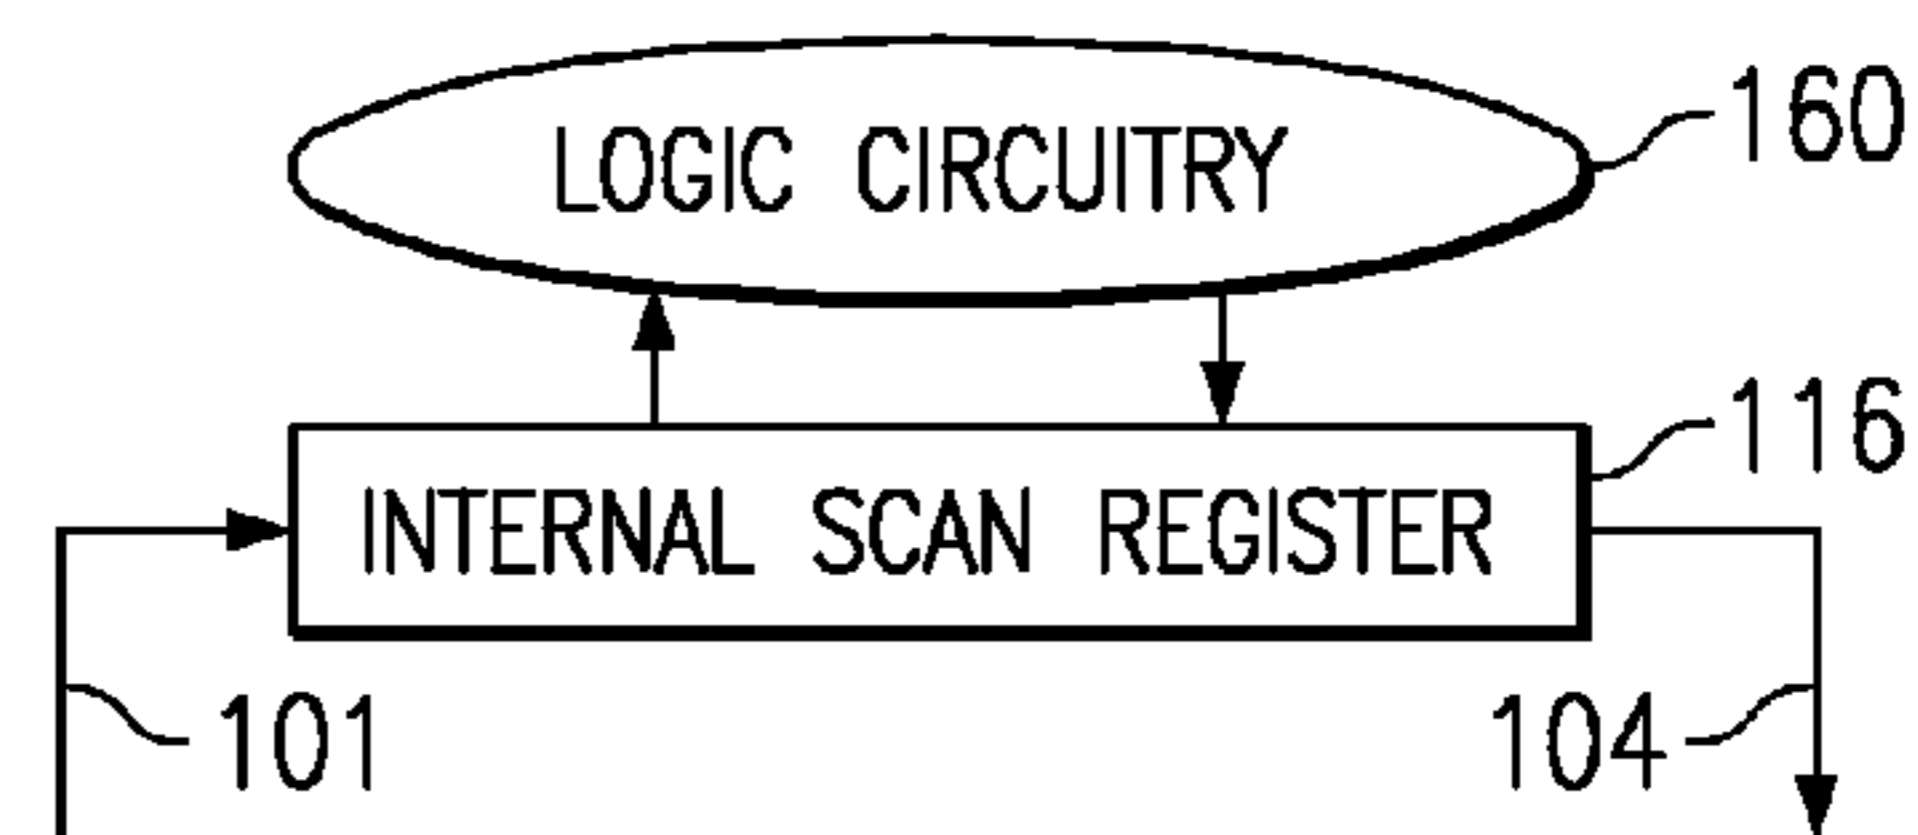 160
LOGIC CIRCUITRY
116
INTERNAL SCAN REGISTER
101
104